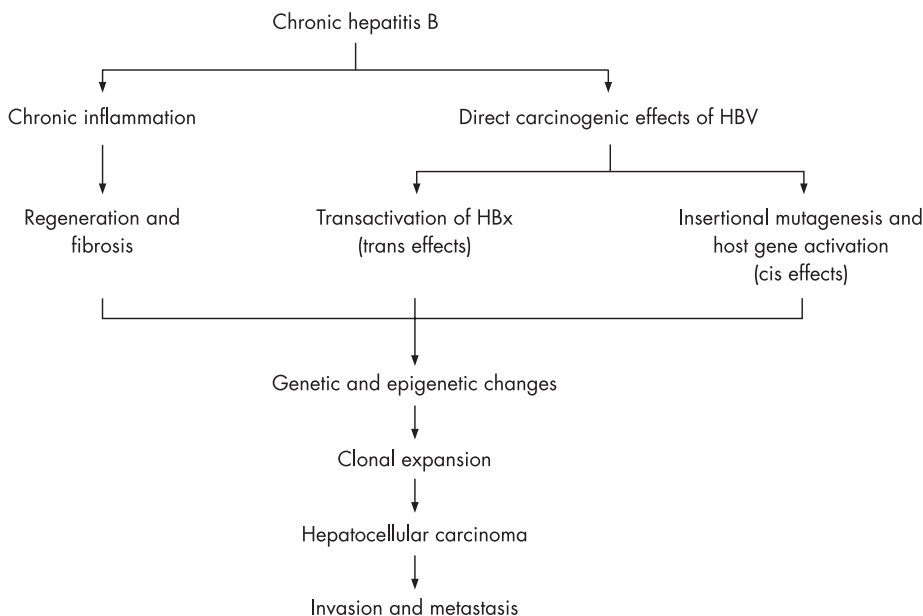 Chronic hepatitis B
Chronic inflammation
Direct carcinogenic effects of HBV
Regeneration and
fibrosis
Transactivation of HBx
(trans effects)
Insertional mutagenesis and
host gene activation
(cis effects)
Genetic and epigenetic changes
Clonal expansion
Hepatocellular carcinoma
Invasion and metastasis